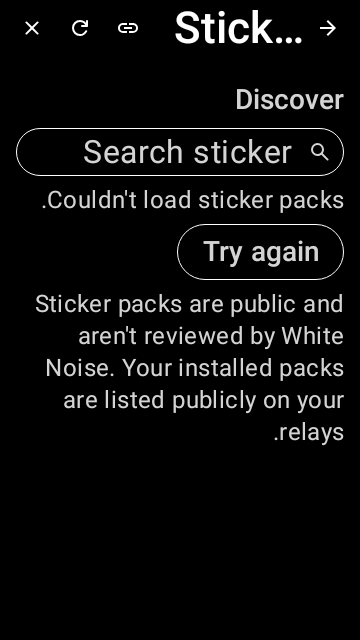 Stick...
Discover
Search sticker
Couldn't load sticker packs.
Try again
Sticker packs are public and
aren't reviewed by White
Noise. Your installed packs
are listed publicly on your
relays.